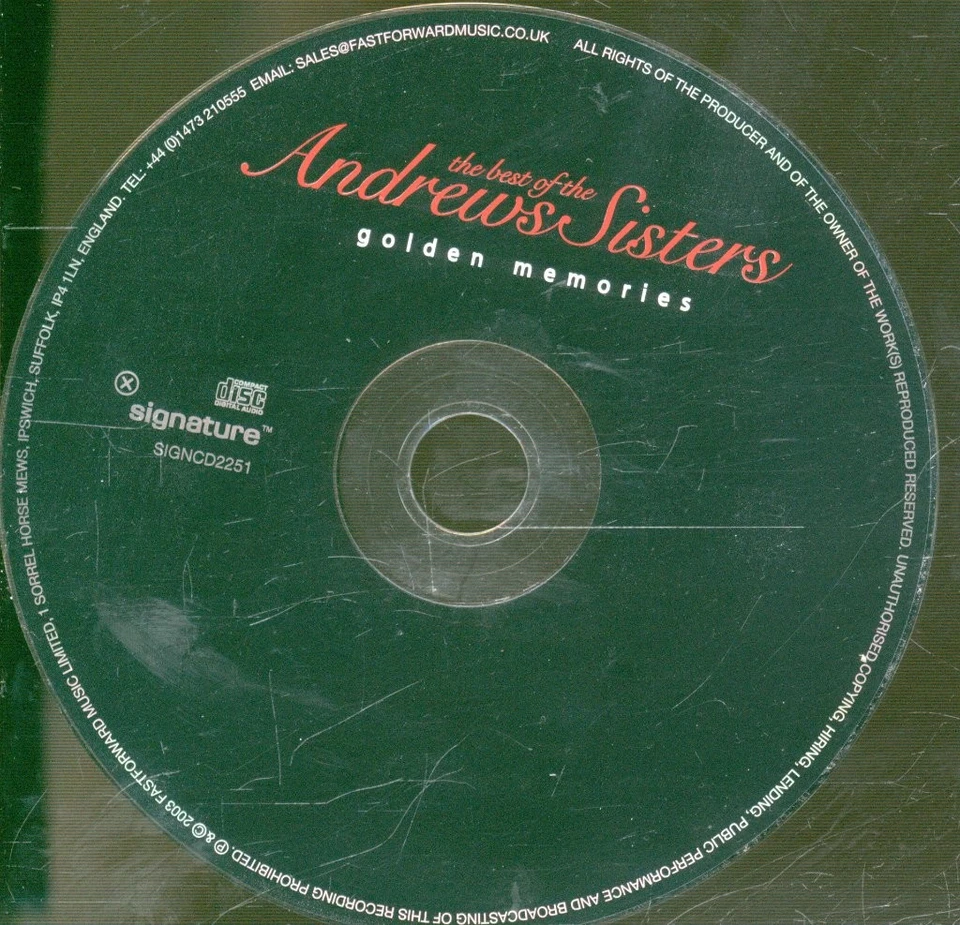 the best of the
Andrews Sisters
golden memories
COMPACT
disc
DIGITAL AUDIO
signature™
SIGNCD2251
ALL RIGHTS OF THE PRODUCER AND OF THE OWNER OF THE WORK(S) REPRODUCED RESERVED. UNAUTHORISED COPYING, HIRING, LENDING, PUBLIC PERFORMANCE AND BROADCASTING OF THIS RECORDING PROHIBITED. ℗ & © 2003 FASTFORWARD MUSIC LIMITED, 1 SORREL HORSE MEWS, IPSWICH, SUFFOLK, IP4 1LN. ENGLAND. TEL: +44 (0)1473 210555 EMAIL: SALES@FASTFORWARDMUSIC.CO.UK